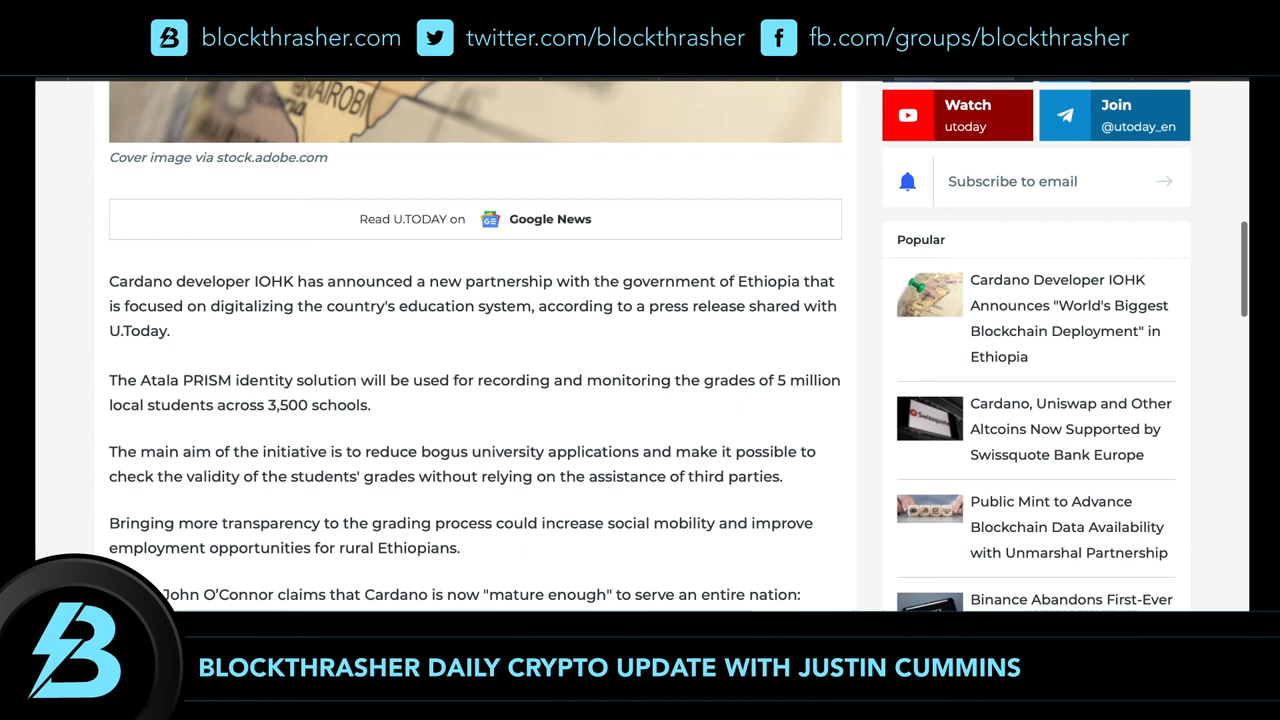 blockthrasher.com
twitter.com/blockthrasher
fb.com/groups/blockthrasher
NAIROBI
Cover image via stock.adobe.com
Read U.TODAY on Google News
Cardano developer IOHK has announced a new partnership with the government of Ethiopia that
is focused on digitalizing the country's education system, according to a press release shared with
U.Today.
The Atala PRISM identity solution will be used for recording and monitoring the grades of 5 million
local students across 3,500 schools.
The main aim of the initiative is to reduce bogus university applications and make it possible to
check the validity of the students' grades without relying on the assistance of third parties.
Bringing more transparency to the grading process could increase social mobility and improve
employment opportunities for rural Ethiopians.
John O’Connor claims that Cardano is now "mature enough" to serve an entire nation:
Watch
utoday
Join
@utoday_en
Subscribe to email
Popular
Cardano Developer IOHK
Announces "World's Biggest
Blockchain Deployment" in
Ethiopia
Cardano, Uniswap and Other
Altcoins Now Supported by
Swissquote Bank Europe
Public Mint to Advance
Blockchain Data Availability
with Unmarshal Partnership
Binance Abandons First-Ever
BLOCKTHRASHER DAILY CRYPTO UPDATE WITH JUSTIN CUMMINS